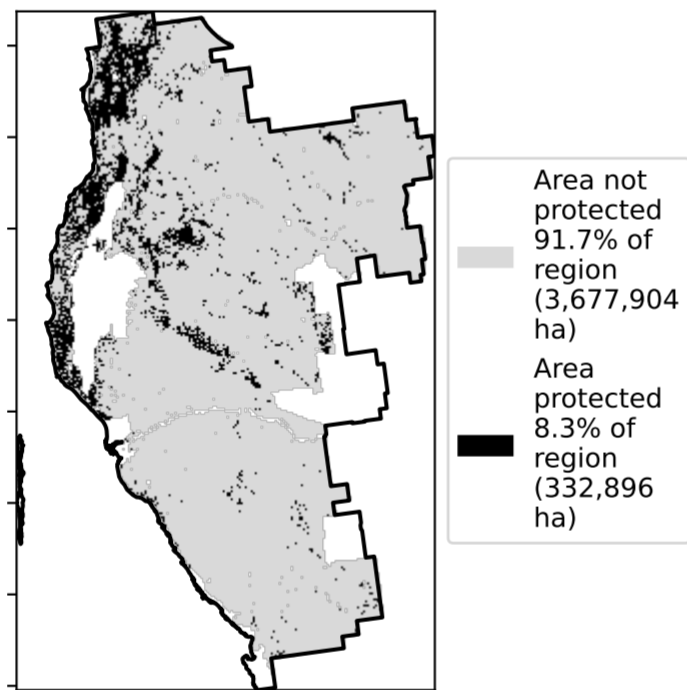 Area not
protected
91.7% of
region
(3,677,904
ha)
Area
protected
8.3% of
region
(332,896
ha)